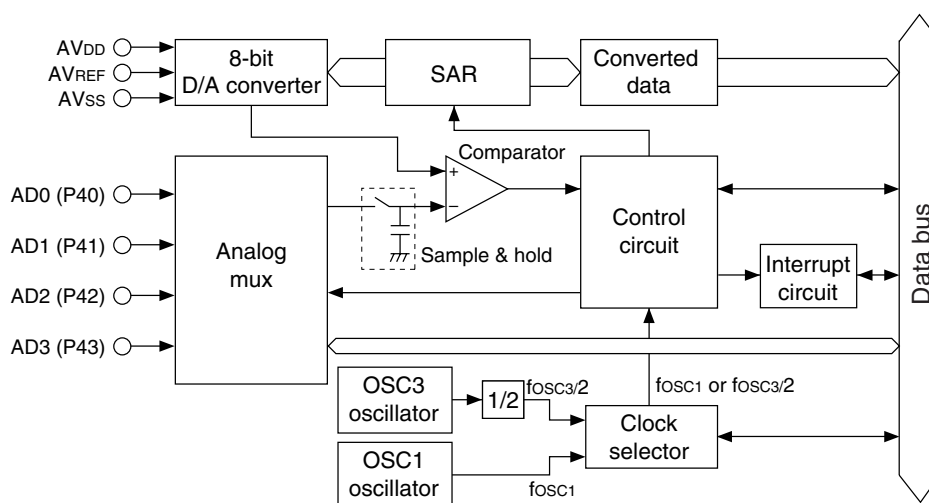 AVDD
AVREF
AVSS
8-bit
D/A converter
SAR
Converted
data
Comparator
+
−
AD0 (P40)
AD1 (P41)
AD2 (P42)
AD3 (P43)
Analog
mux
Sample & hold
Control
circuit
Interrupt
circuit
Data bus
OSC3
oscillator
1/2
fOSC3/2
fOSC1 or fOSC3/2
Clock
selector
OSC1
oscillator
fOSC1